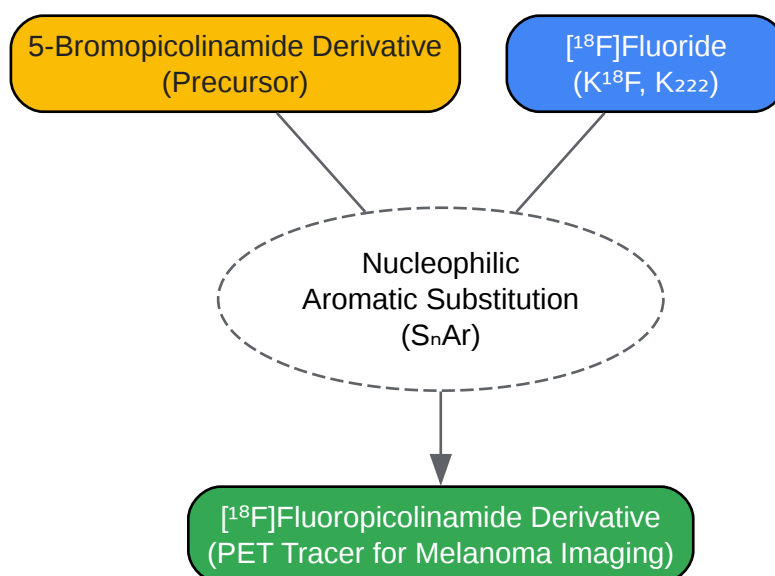 5-Bromopicolinamide Derivative
(Precursor)
[¹⁸F]Fluoride
(K¹⁸F, K₂₂₂)
Nucleophilic
Aromatic Substitution
(SₙAr)
[¹⁸F]Fluoropicolinamide Derivative
(PET Tracer for Melanoma Imaging)